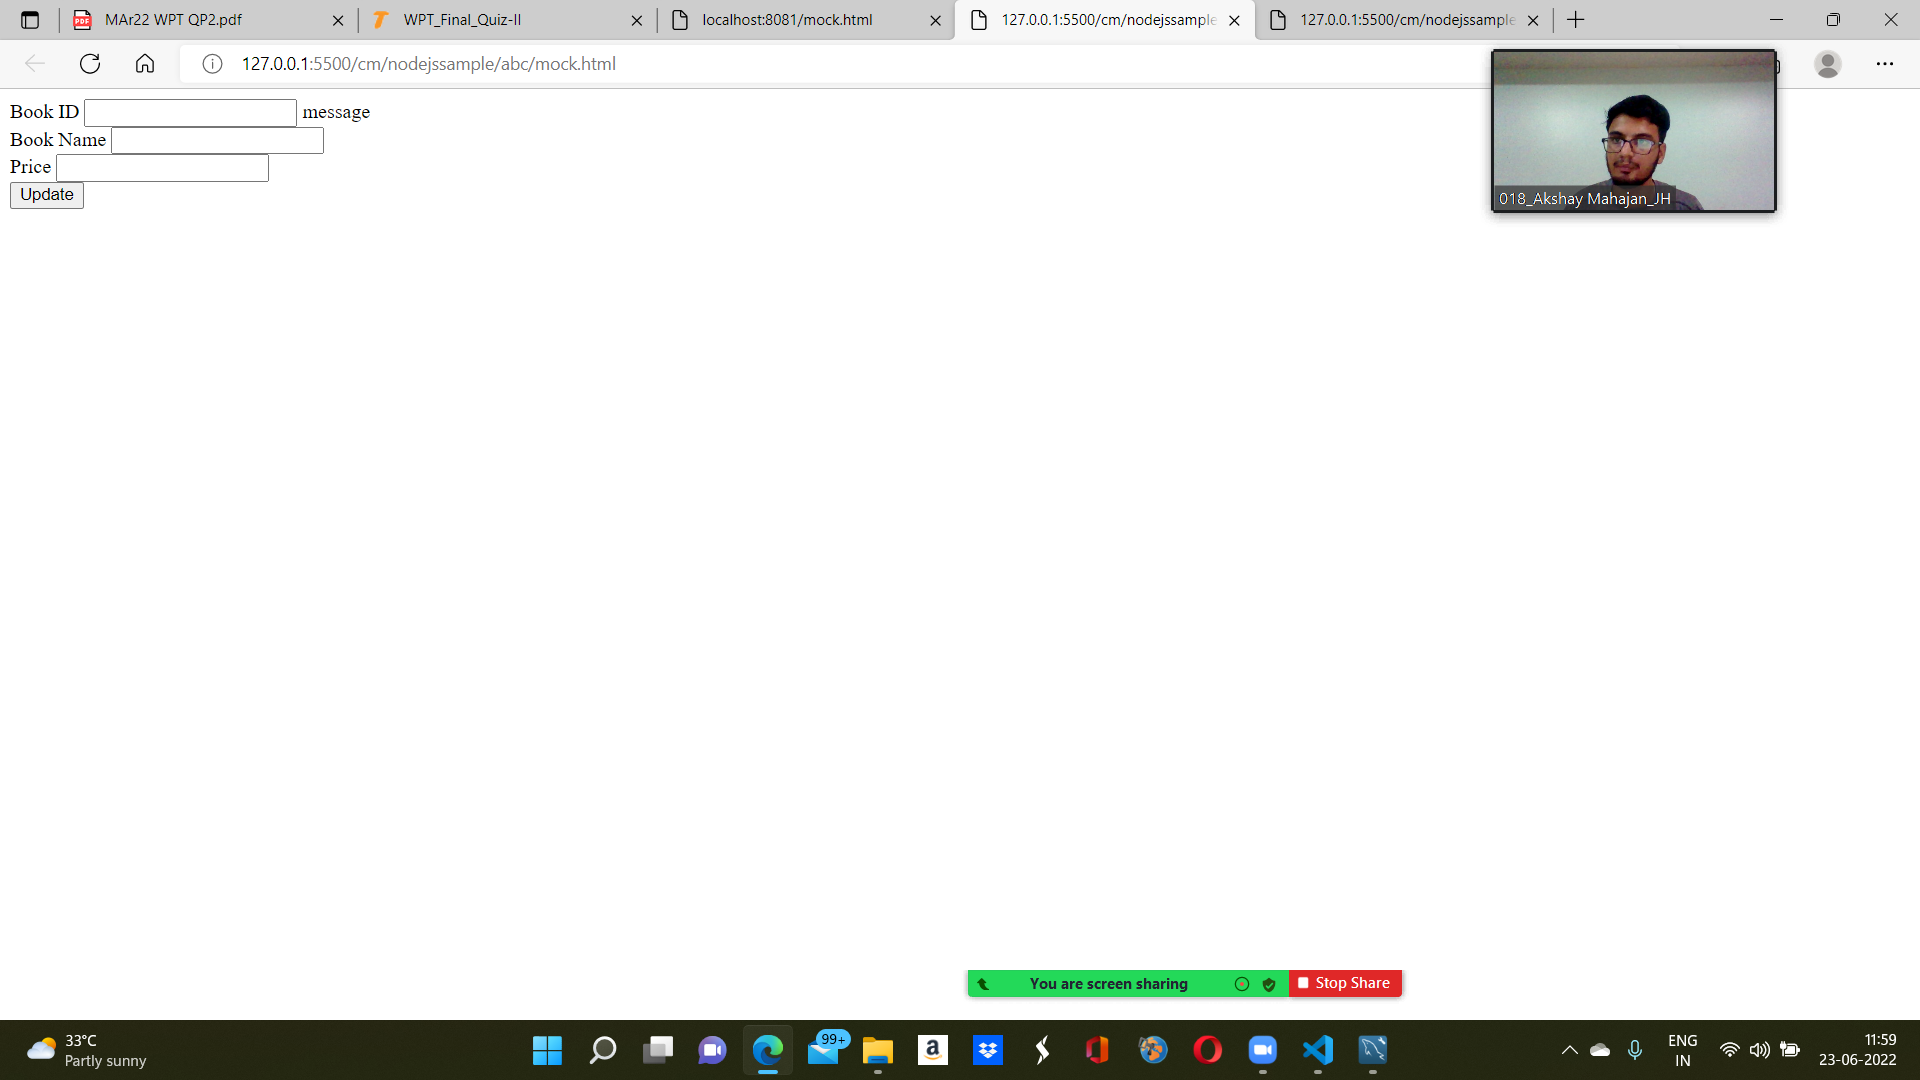 MAr22 WPT QP2.pdf
WPT_Final_Quiz-II
localhost:8081/mock.html
127.0.0.1:5500/cm/nodejssample
127.0.0.1:5500/cm/nodejssample
127.0.0.1:5500/cm/nodejssample/abc/mock.html
Book ID message
Book Name
Price
Update
018_Akshay Mahajan_JH
You are screen sharing
Stop Share
33°C
Partly sunny
99+
ENG
IN
11:59
23-06-2022